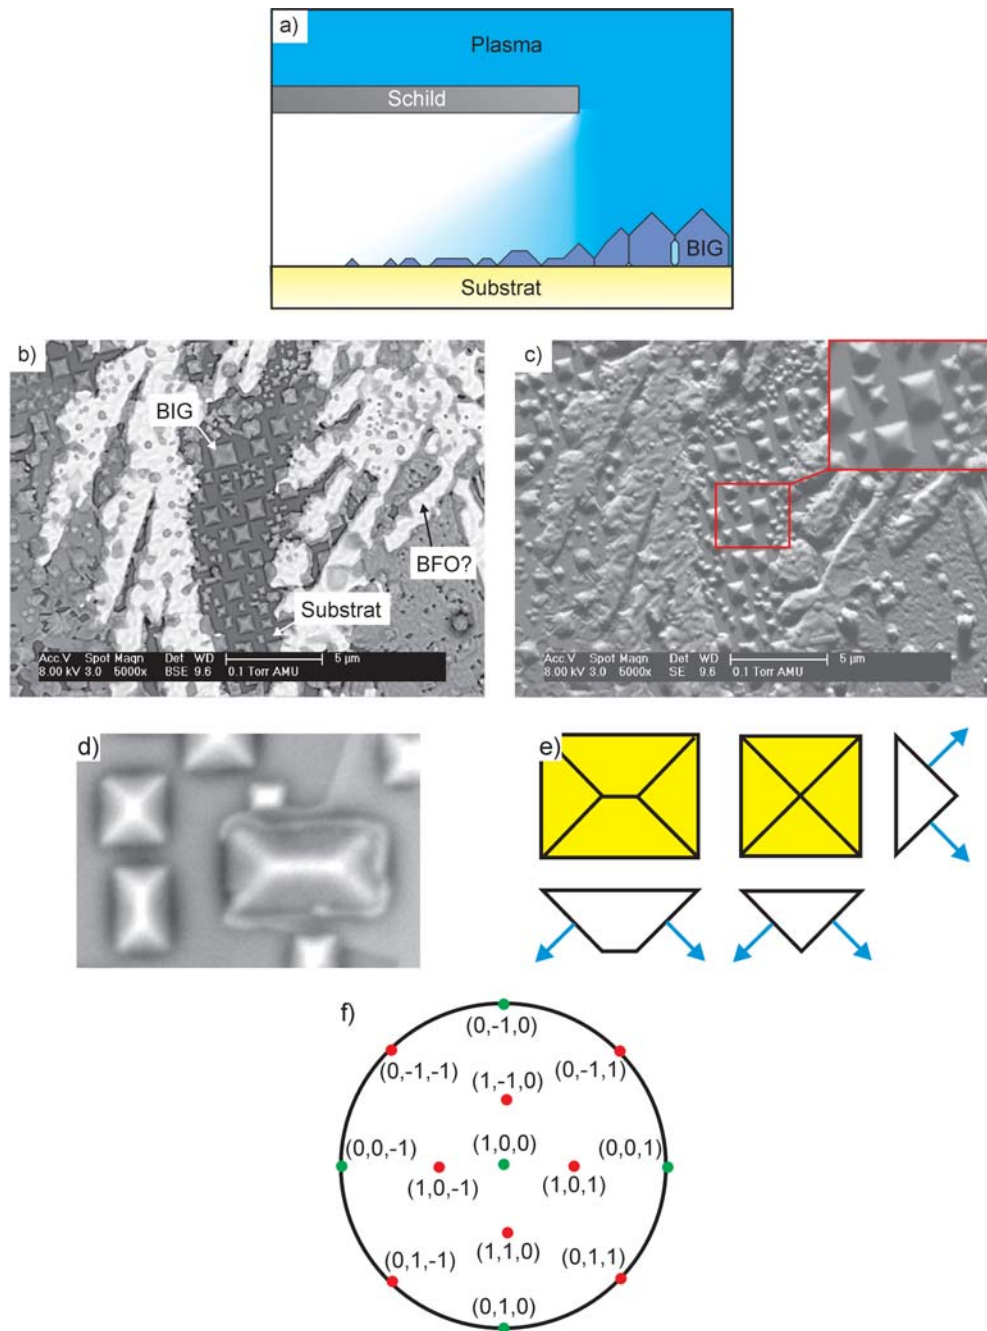 a)
Plasma
Schild
BIG
Substrat
b)
BIG
BFO?
Substrat
Acc.V Spot Magn Det WD 5 µm
8.00 kV 3.0 5000x BSE 9.6 0.1 Torr AMU
c)
Acc.V Spot Magn Det WD 5 µm
8.00 kV 3.0 5000x SE 9.6 0.1 Torr AMU
d)
e)
f)
(0,-1,0)
(0,-1,-1) (0,-1,1)
(1,-1,0)
(0,0,-1) (1,0,0) (0,0,1)
(1,0,-1) (1,0,1)
(0,1,-1) (1,1,0) (0,1,1)
(0,1,0)